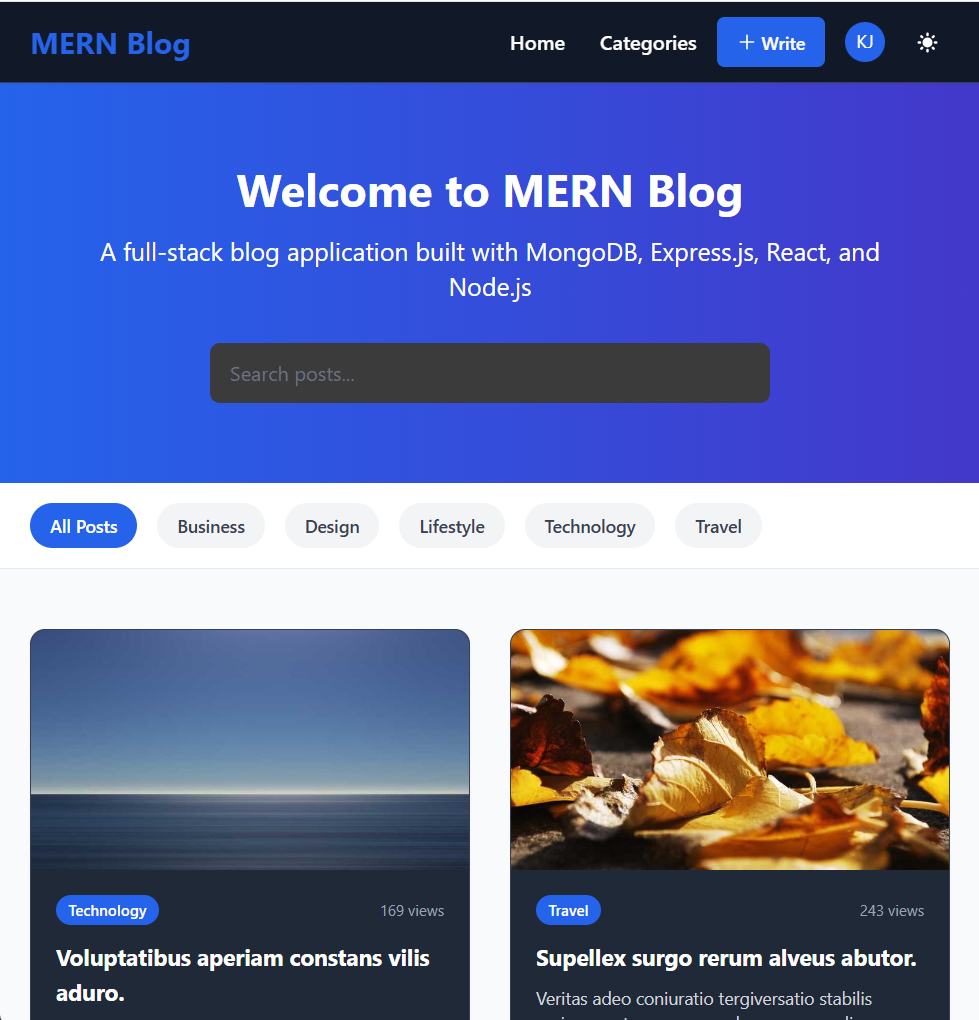 MERN Blog
Home Categories + Write KJ
Welcome to MERN Blog
A full-stack blog application built with MongoDB, Express.js, React, and
Node.js
Search posts...
All Posts Business Design Lifestyle Technology Travel
Technology 169 views
Voluptatibus aperiam constans vilis
aduro.
Travel 243 views
Supellex surgo rerum alveus abutor.
Veritas adeo coniuratio tergiversatio stabilis